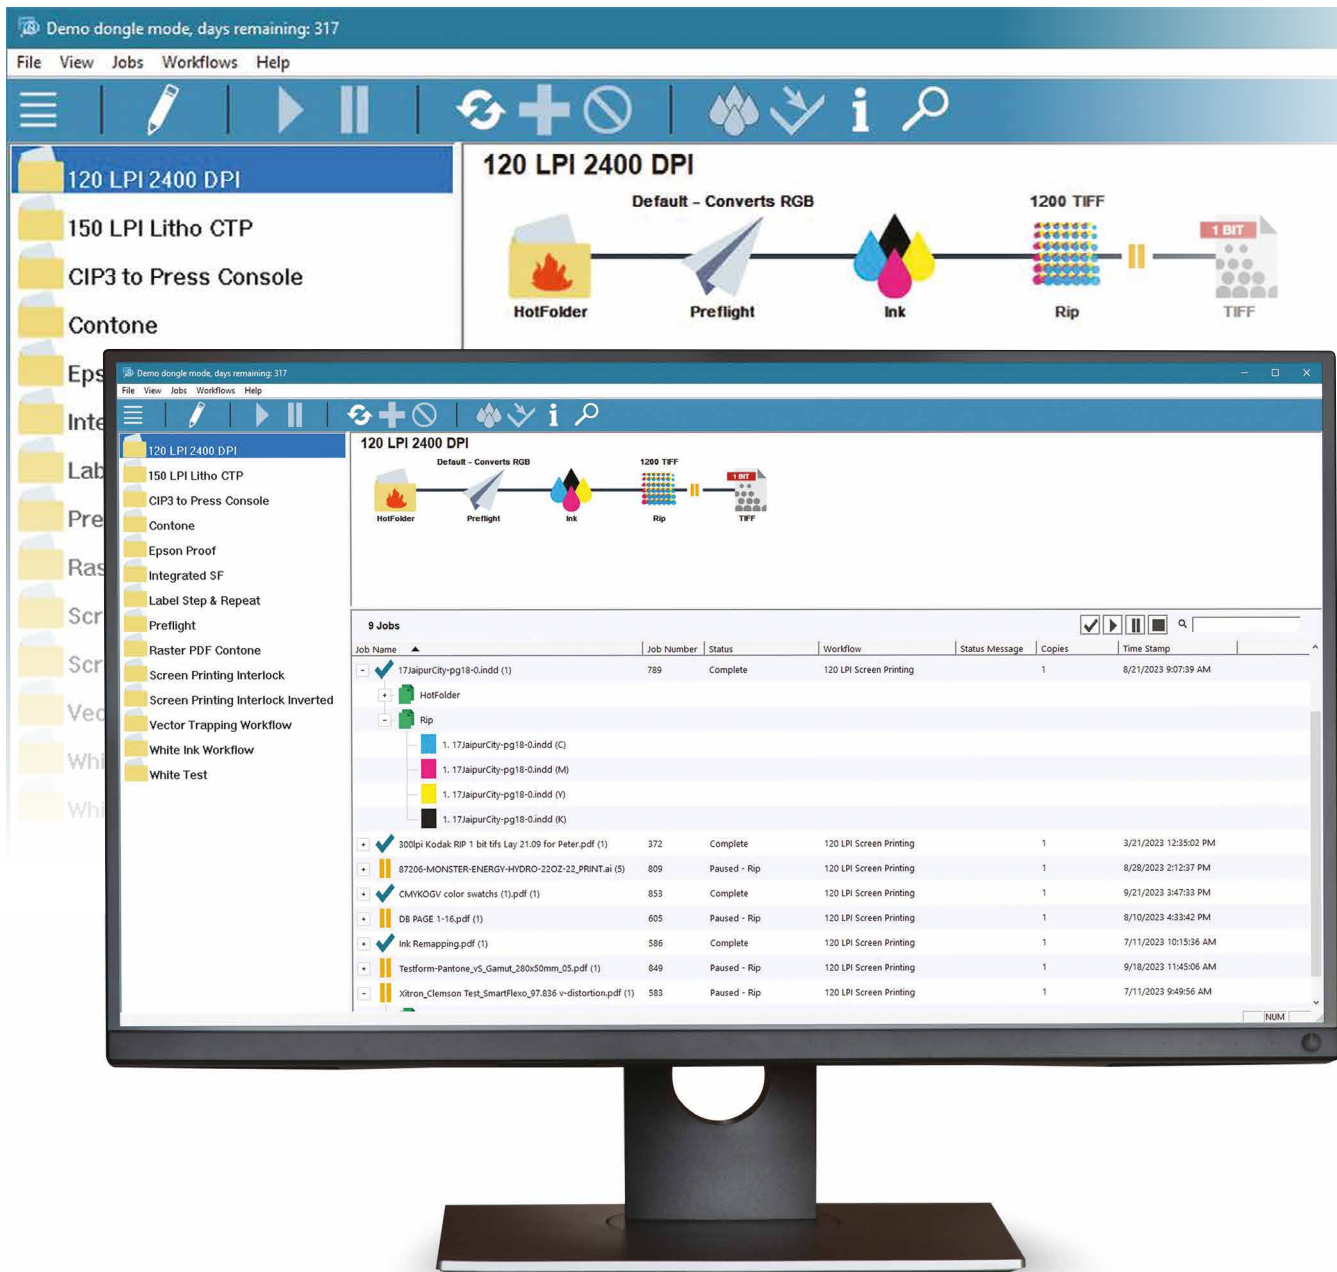 Demo dongle mode, days remaining: 317
File View Jobs Workflows Help
120 LPI 2400 DPI
150 LPI Litho CTP
CIP3 to Press Console
Contone
Eps
Inte
Lab
Pre
Ras
Scr
Scr
Vec
Whi
Whi
120 LPI 2400 DPI
Default - Converts RGB
1200 TIFF
1 BIT
HotFolder Preflight Ink Rip TIFF
Demo dongle mode, days remaining: 317
File View Jobs Workflows Help
120 LPI 2400 DPI
150 LPI Litho CTP
CIP3 to Press Console
Contone
Epson Proof
Integrated SF
Label Step & Repeat
Preflight
Raster PDF Contone
Screen Printing Interlock
Screen Printing Interlock Inverted
Vector Trapping Workflow
White Ink Workflow
White Test
120 LPI 2400 DPI
Default - Converts RGB
1200 TIFF
1 BIT
HotFolder Preflight Ink Rip TIFF
9 Jobs
Job Name Job Number Status Workflow Status Message Copies Time Stamp
17JaipurCity-pg18-0.indd (1) 789 Complete 120 LPI Screen Printing 1 8/21/2023 9:07:39 AM
HotFolder
Rip
1. 17JaipurCity-pg18-0.indd (C)
1. 17JaipurCity-pg18-0.indd (M)
1. 17JaipurCity-pg18-0.indd (Y)
1. 17JaipurCity-pg18-0.indd (K)
300lpi Kodak RIP 1 bit tifs Lay 21.09 for Peter.pdf (1) 372 Complete 120 LPI Screen Printing 1 3/21/2023 12:35:02 PM
87206-MONSTER-ENERGY-HYDRO-22OZ-22_PRINT.ai (5) 809 Paused - Rip 120 LPI Screen Printing 1 8/28/2023 2:12:37 PM
CMYKOGV color swatchs (1).pdf (1) 853 Complete 120 LPI Screen Printing 1 9/21/2023 3:47:33 PM
DB PAGE 1-16.pdf (1) 605 Paused - Rip 120 LPI Screen Printing 1 8/10/2023 4:33:42 PM
Ink Remapping.pdf (1) 586 Complete 120 LPI Screen Printing 1 7/11/2023 10:15:36 AM
Testform-Pantone_vS_Gamut_280x50mm_05.pdf (1) 849 Paused - Rip 120 LPI Screen Printing 1 9/18/2023 11:45:06 AM
Xitron_Clemson Test_SmartFlexo_97.836 v-distortion.pdf (1) 583 Paused - Rip 120 LPI Screen Printing 1 7/11/2023 9:49:56 AM
NUM